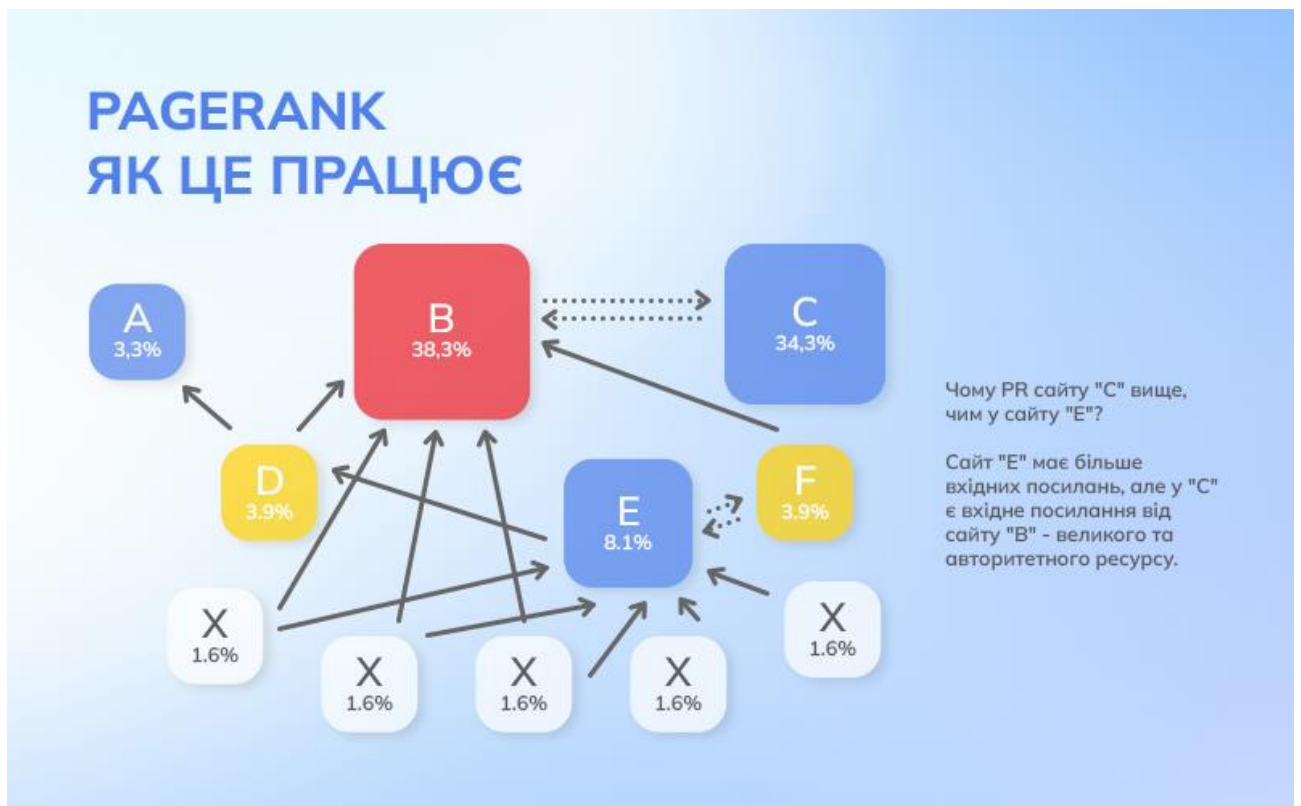 PAGERANK
ЯК ЦЕ ПРАЦЮЄ
A
3,3%
B
38,3%
C
34,3%
D
3.9%
E
8.1%
F
3.9%
X
1.6%
X
1.6%
X
1.6%
X
1.6%
X
1.6%
Чому PR сайту "С" вище,
чим у сайту "Е"?
Сайт "Е" має більше
вхідних посилань, але у "С"
є вхідне посилання від
сайту "В" - великого та
авторитетного ресурсу.